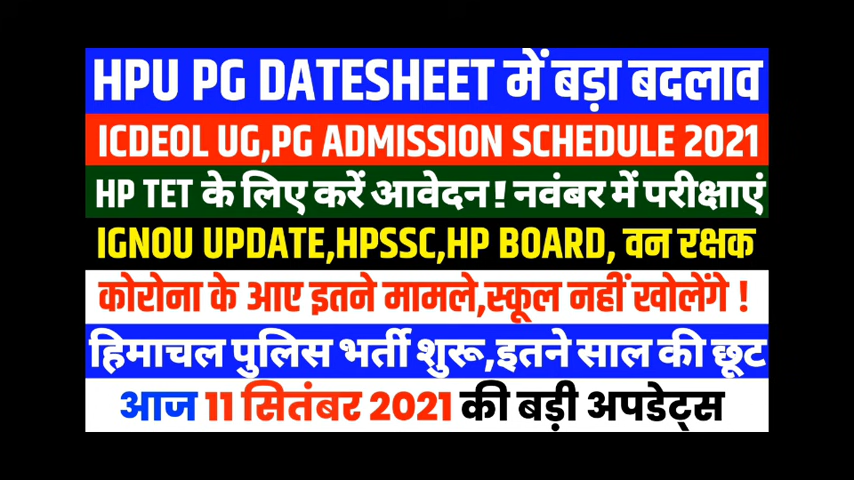 HPU PG DATESHEET में बड़ा बदलाव
ICDEOL UG,PG ADMISSION SCHEDULE 2021
HP TET के लिए करें आवेदन! नवंबर में परीक्षाएं
IGNOU UPDATE,HPSSC,HP BOARD, वन रक्षक
कोरोना के आए इतने मामले,स्कूल नहीं खोलेंगे !
हिमाचल पुलिस भर्ती शुरू,इतने साल की छूट
आज 11 सितंबर 2021 की बड़ी अपडेट्स